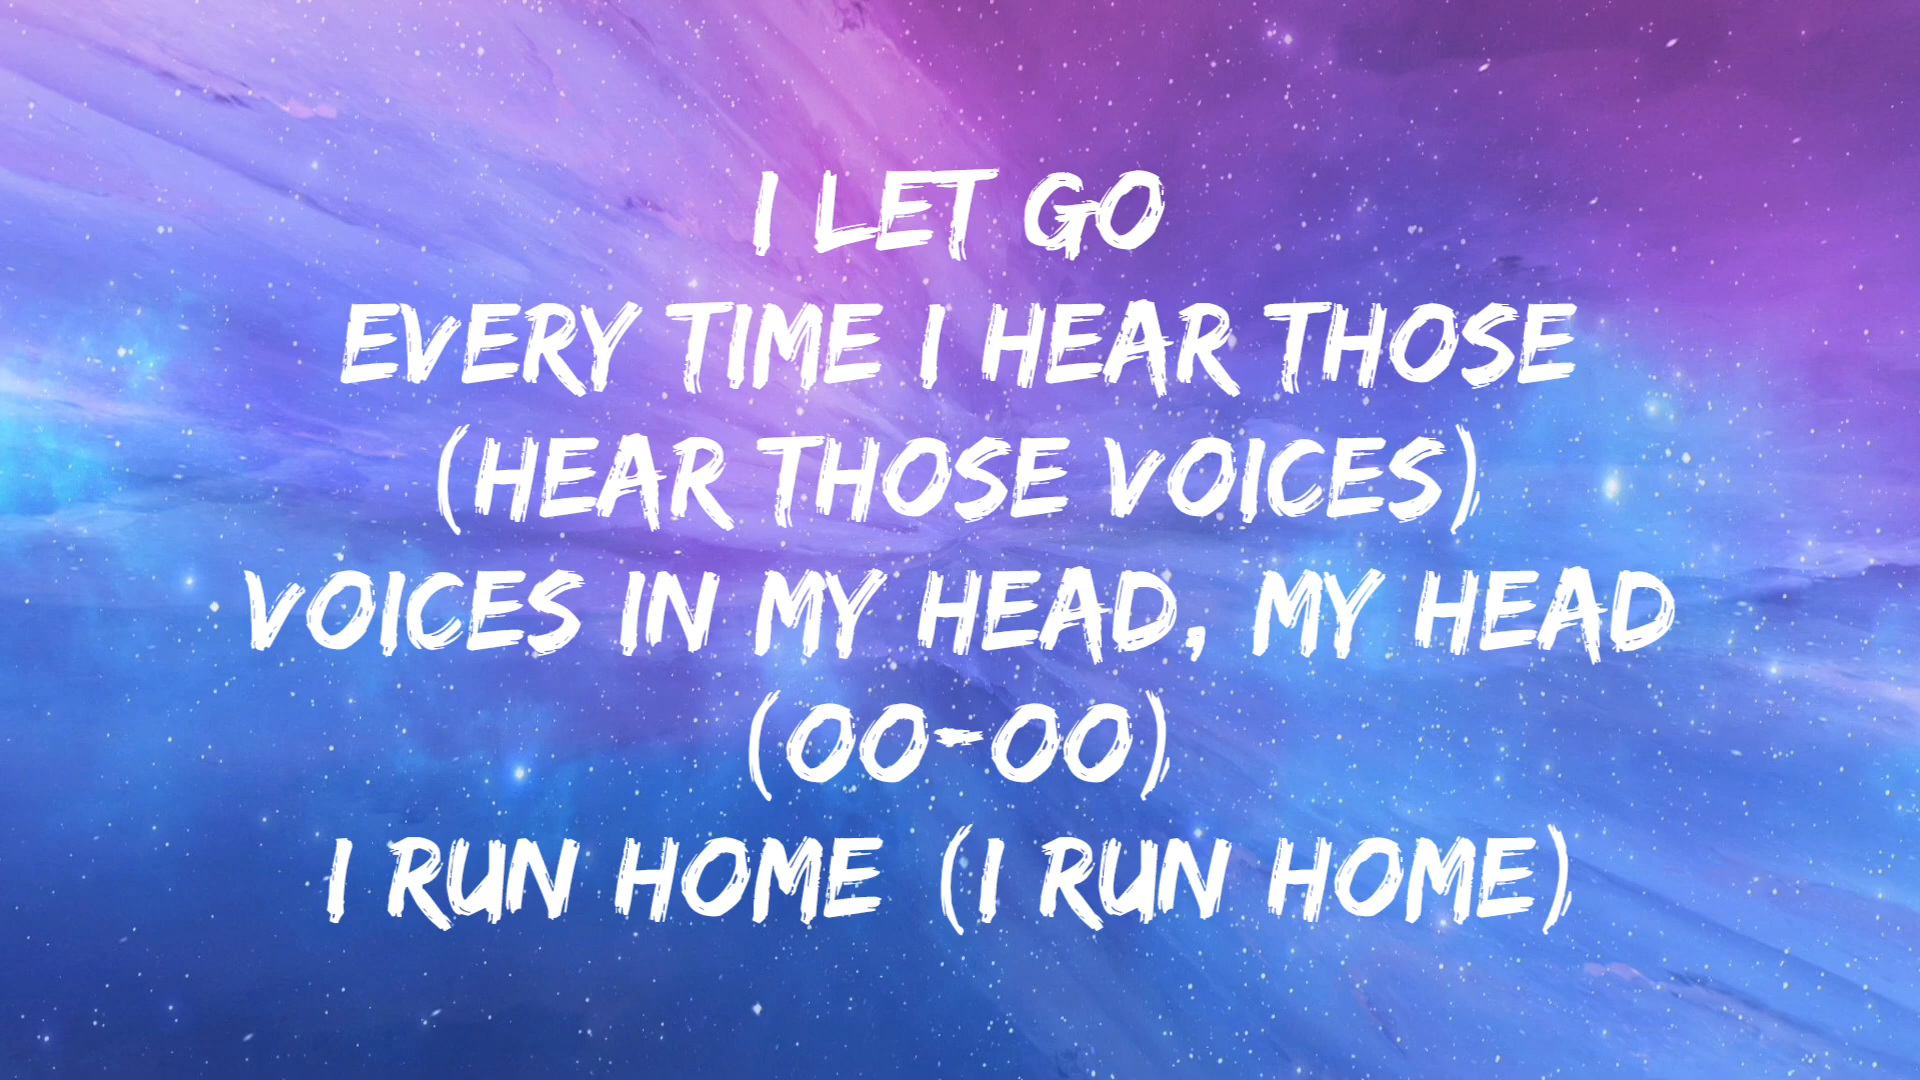 I LET GO
EVERY TIME I HEAR THOSE
(HEAR THOSE VOICES)
VOICES IN MY HEAD, MY HEAD
(OO-OO)
I RUN HOME (I RUN HOME)